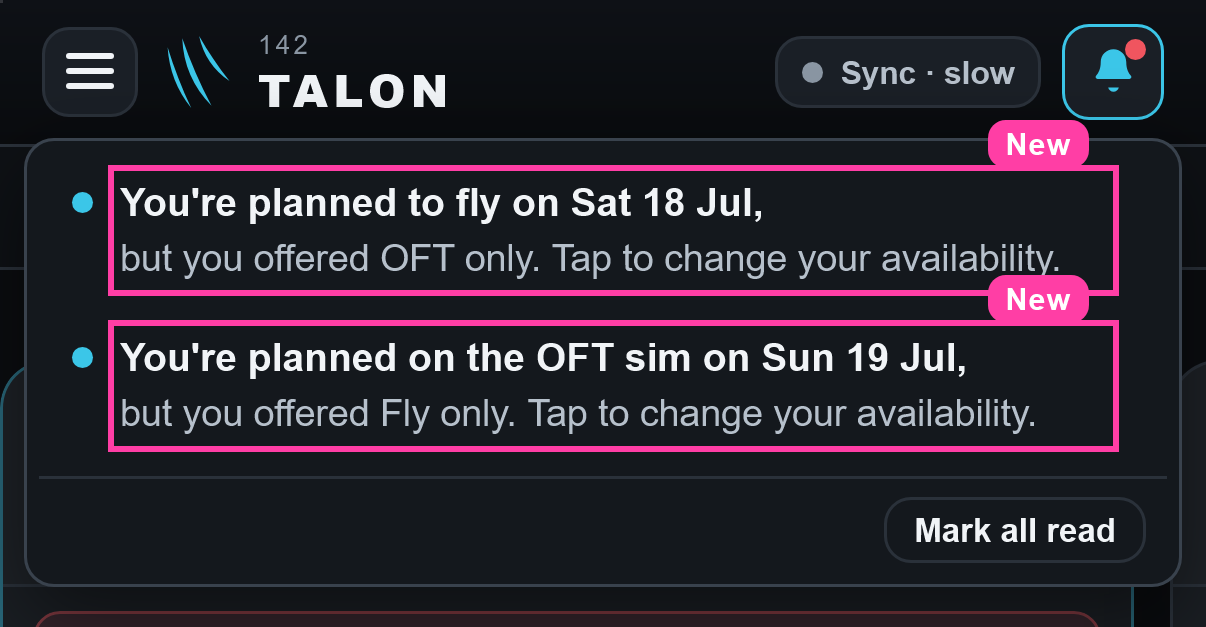 142
TALON
Sync · slow
New
You're planned to fly on Sat 18 Jul,
but you offered OFT only. Tap to change your availability.
New
You're planned on the OFT sim on Sun 19 Jul,
but you offered Fly only. Tap to change your availability.
Mark all read